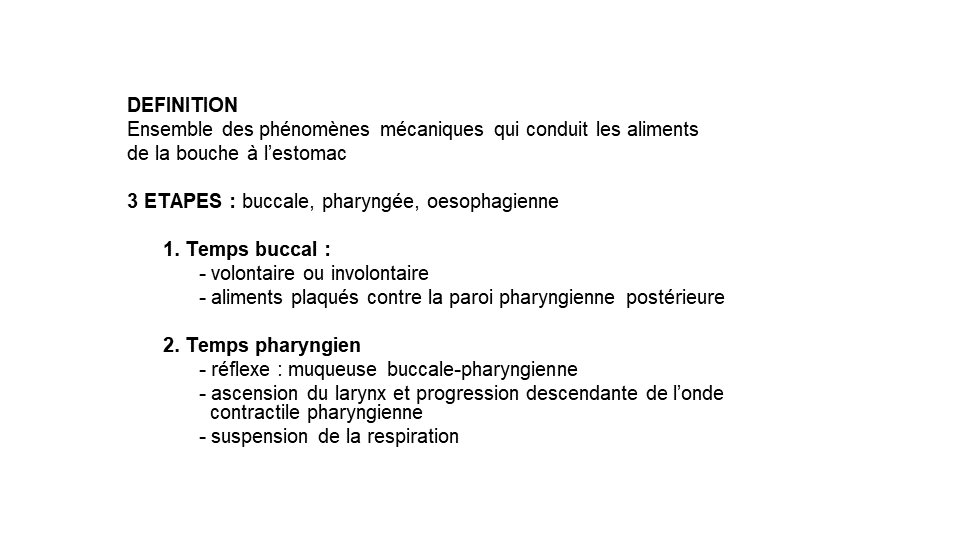 DEFINITION
Ensemble des phénomènes mécaniques qui conduit les aliments
de la bouche à l’estomac
3 ETAPES : buccale, pharyngée, oesophagienne
1. Temps buccal :
- volontaire ou involontaire
- aliments plaqués contre la paroi pharyngienne postérieure
2. Temps pharyngien
- réflexe : muqueuse buccale-pharyngienne
- ascension du larynx et progression descendante de l’onde
contractile pharyngienne
- suspension de la respiration